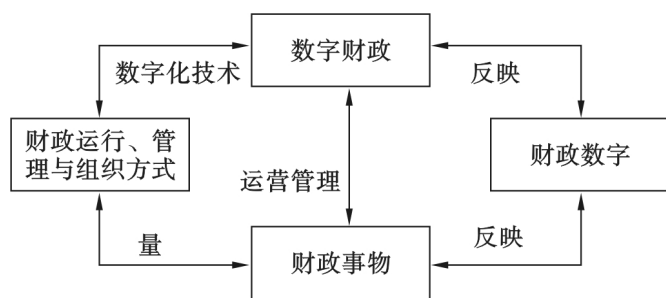 数字财政
数字化技术
反映
财政运行、管
理与组织方式
财政数字
运营管理
量
反映
财政事物